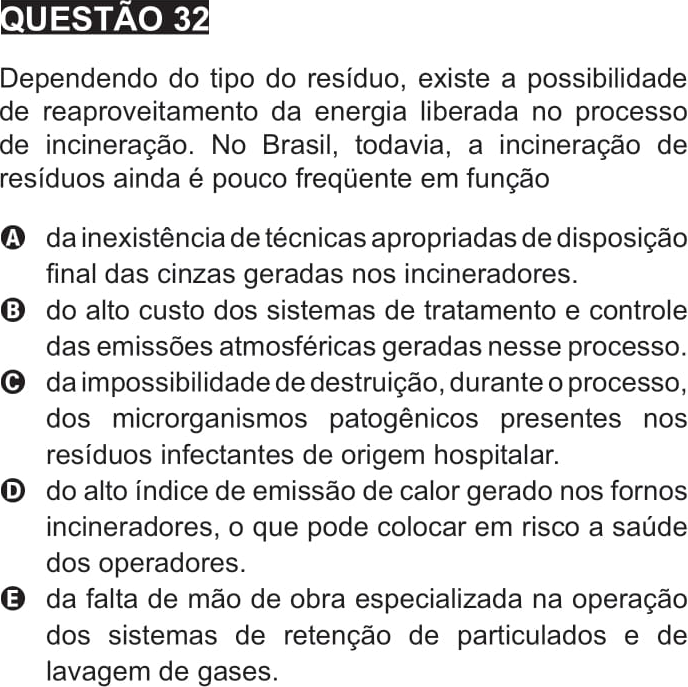 QUESTÃO 32
Dependendo do tipo do resíduo, existe a possibilidade
de reaproveitamento da energia liberada no processo
de incineração. No Brasil, todavia, a incineração de
resíduos ainda é pouco freqüente em função
A da inexistência de técnicas apropriadas de disposição
final das cinzas geradas nos incineradores.
B do alto custo dos sistemas de tratamento e controle
das emissões atmosféricas geradas nesse processo.
C da impossibilidade de destruição, durante o processo,
dos microrganismos patogênicos presentes nos
resíduos infectantes de origem hospitalar.
D do alto índice de emissão de calor gerado nos fornos
incineradores, o que pode colocar em risco a saúde
dos operadores.
E da falta de mão de obra especializada na operação
dos sistemas de retenção de particulados e de
lavagem de gases.